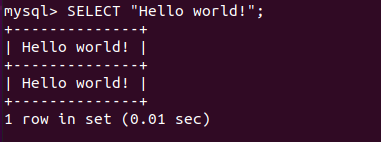 mysql> SELECT "Hello world!";
+--------------+
| Hello world! |
+--------------+
| Hello world! |
+--------------+
1 row in set (0.01 sec)